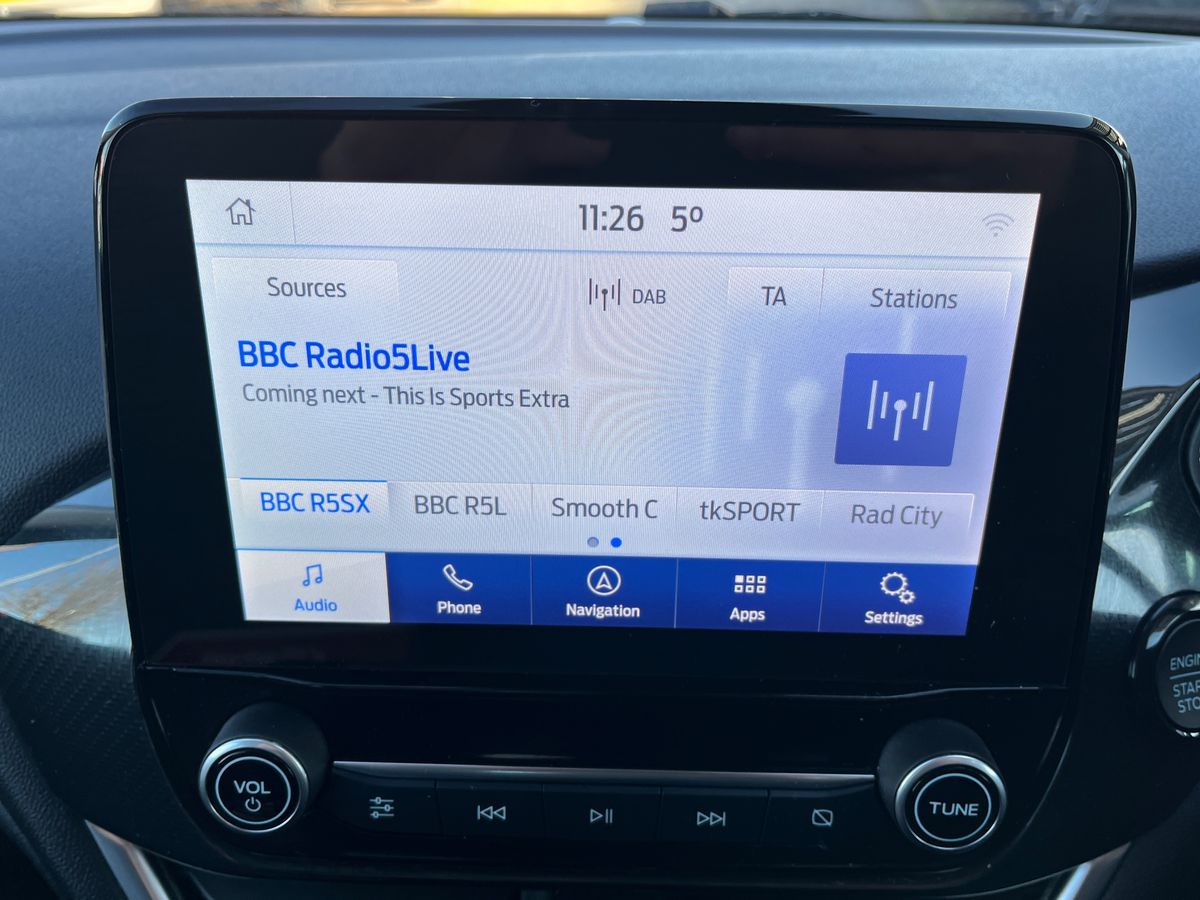 11:26 5º
Sources DAB TA Stations
BBC Radio5Live
Coming next - This Is Sports Extra
BBC R5SX BBC R5L Smooth C tkSPORT Rad City
Audio Phone Navigation Apps Settings
VOL TUNE